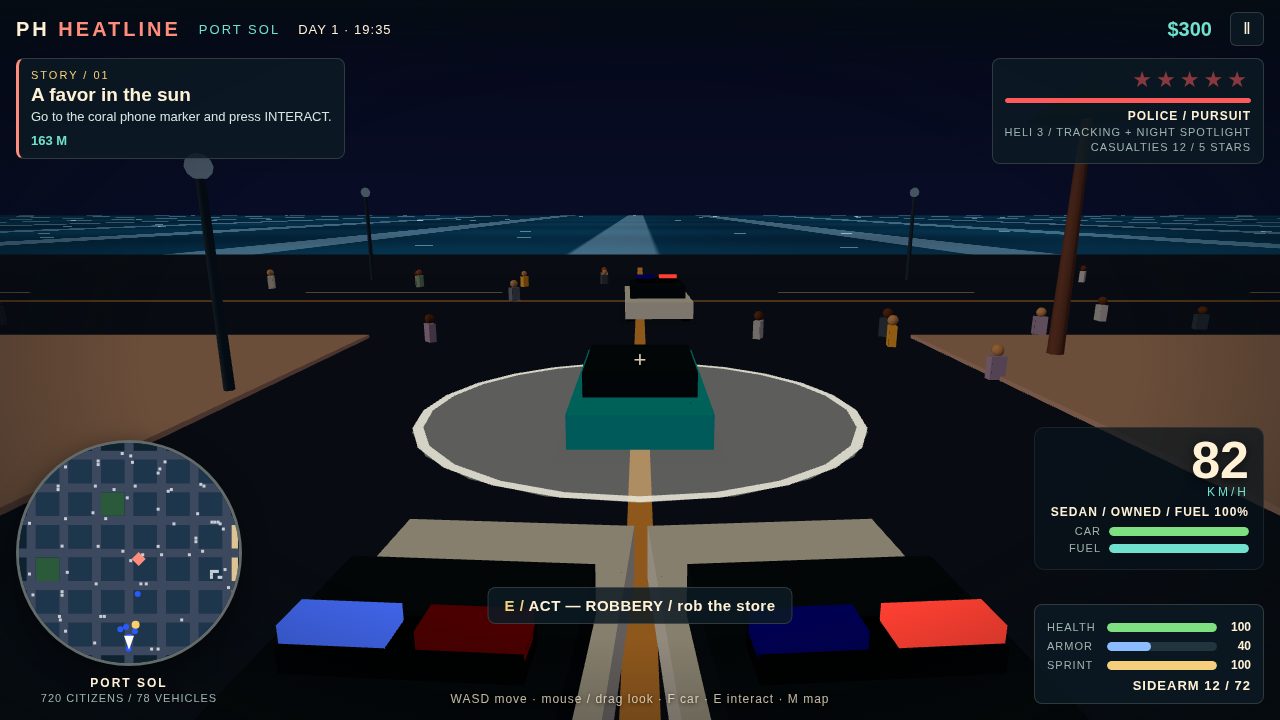 PH HEATLINE PORT SOL DAY 1 · 19:35
$300
STORY / 01
A favor in the sun
Go to the coral phone marker and press INTERACT.
163 M
★★★★★
POLICE / PURSUIT
HELI 3 / TRACKING + NIGHT SPOTLIGHT
CASUALTIES 12 / 5 STARS
82
KM/H
SEDAN / OWNED / FUEL 100%
CAR
FUEL
E / ACT — ROBBERY / rob the store
HEALTH 100
ARMOR 40
SPRINT 100
SIDEARM 12 / 72
PORT SOL
720 CITIZENS / 78 VEHICLES
WASD move · mouse / drag look · F car · E interact · M map